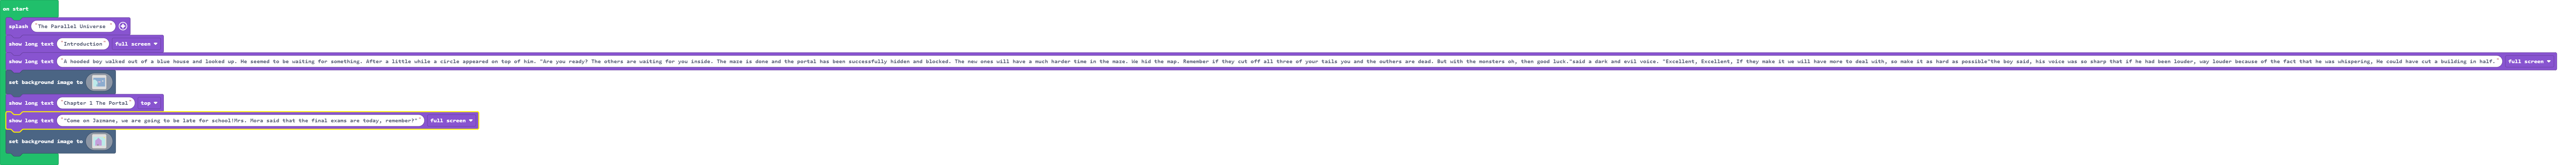 on start
splash "The Parallel Universe "
show long text "Introduction" full screen
show long text "A hooded boy walked out of a blue house and looked up. He seemed to be waiting for something. After a little while a circle appeared on top of him. "Are you ready? The others are waiting for you inside. The maze is done and the portal has been successfully hidden and blocked. The new ones will have a much harder time in the maze. We hid the map. Remember if they cut off all three of your tails you and the outhers are dead. But with the monsters oh, then good luck."said a dark and evil voice. "Excellent, Excellent, If they make it we will have more to deal with, so make it as hard as possible"the boy said, his voice was so sharp that if he had been louder, way louder because of the fact that he was whispering, He could have cut a building in half." full screen
set background image to
show long text "Chapter 1 The Portal" top
show long text ""Come on Jazmane, we are going to be late for school!Mrs. Mora said that the final exams are today, remember?"" full screen
set background image to